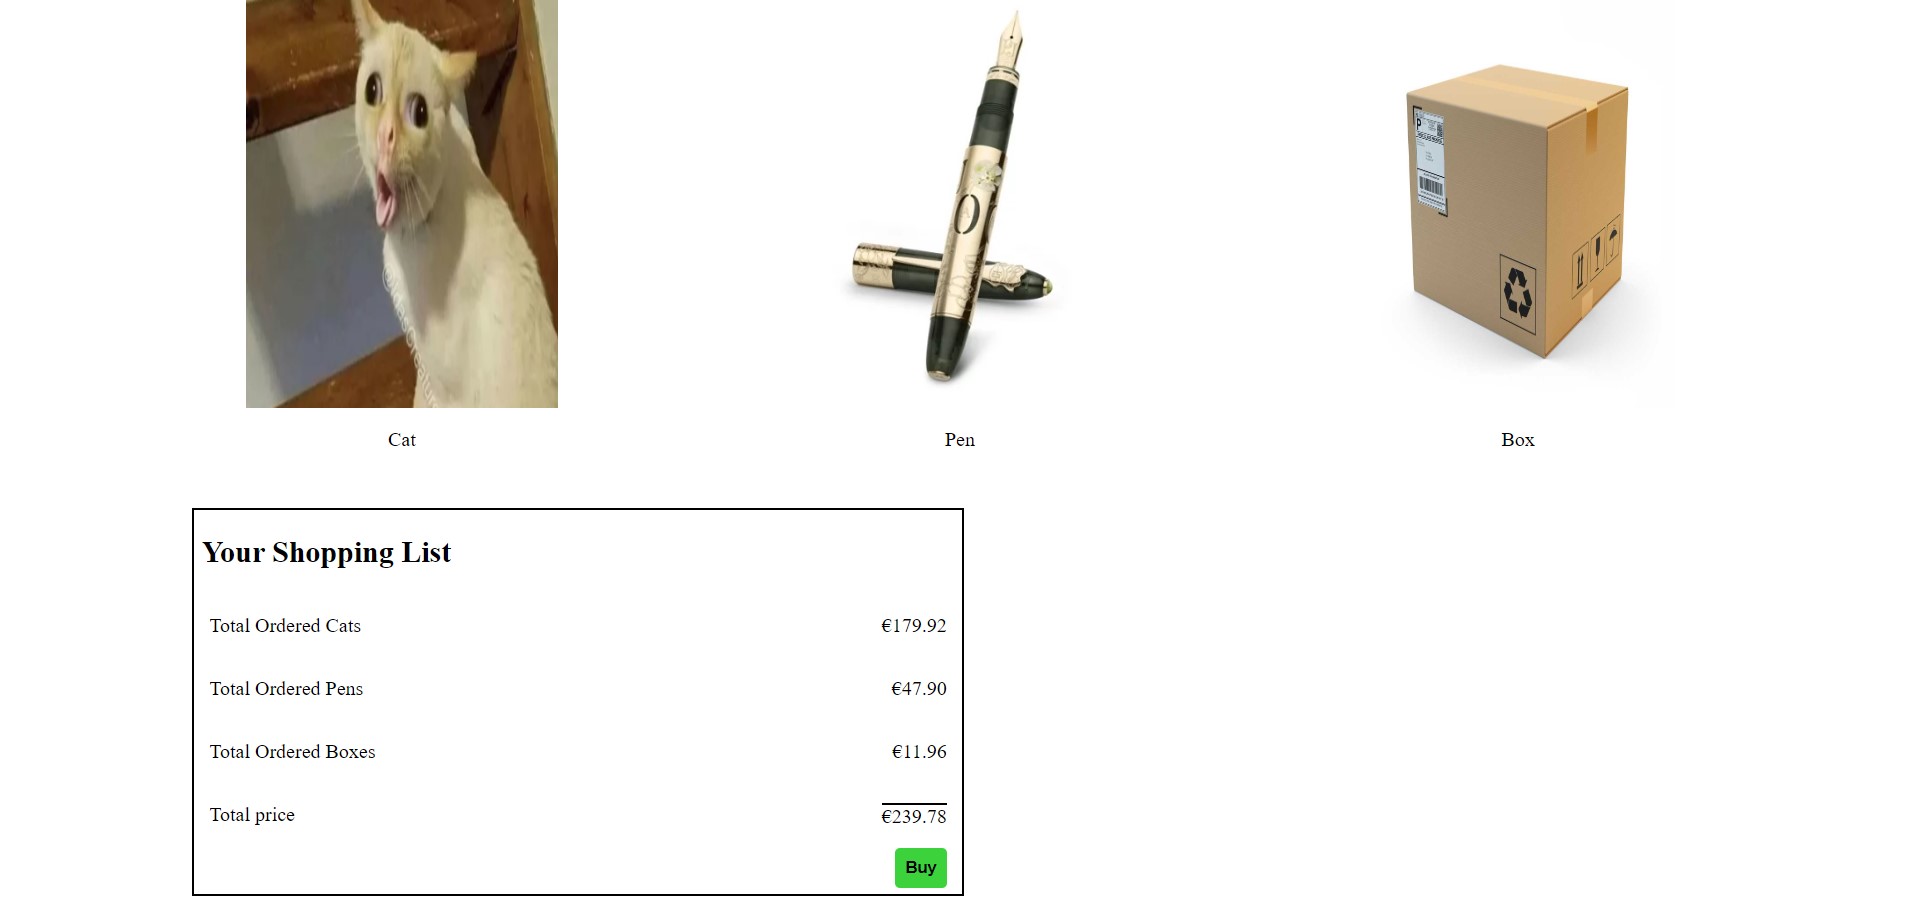 Cat
Pen
Box
Your Shopping List
Total Ordered Cats €179.92
Total Ordered Pens €47.90
Total Ordered Boxes €11.96
Total price €239.78
Buy